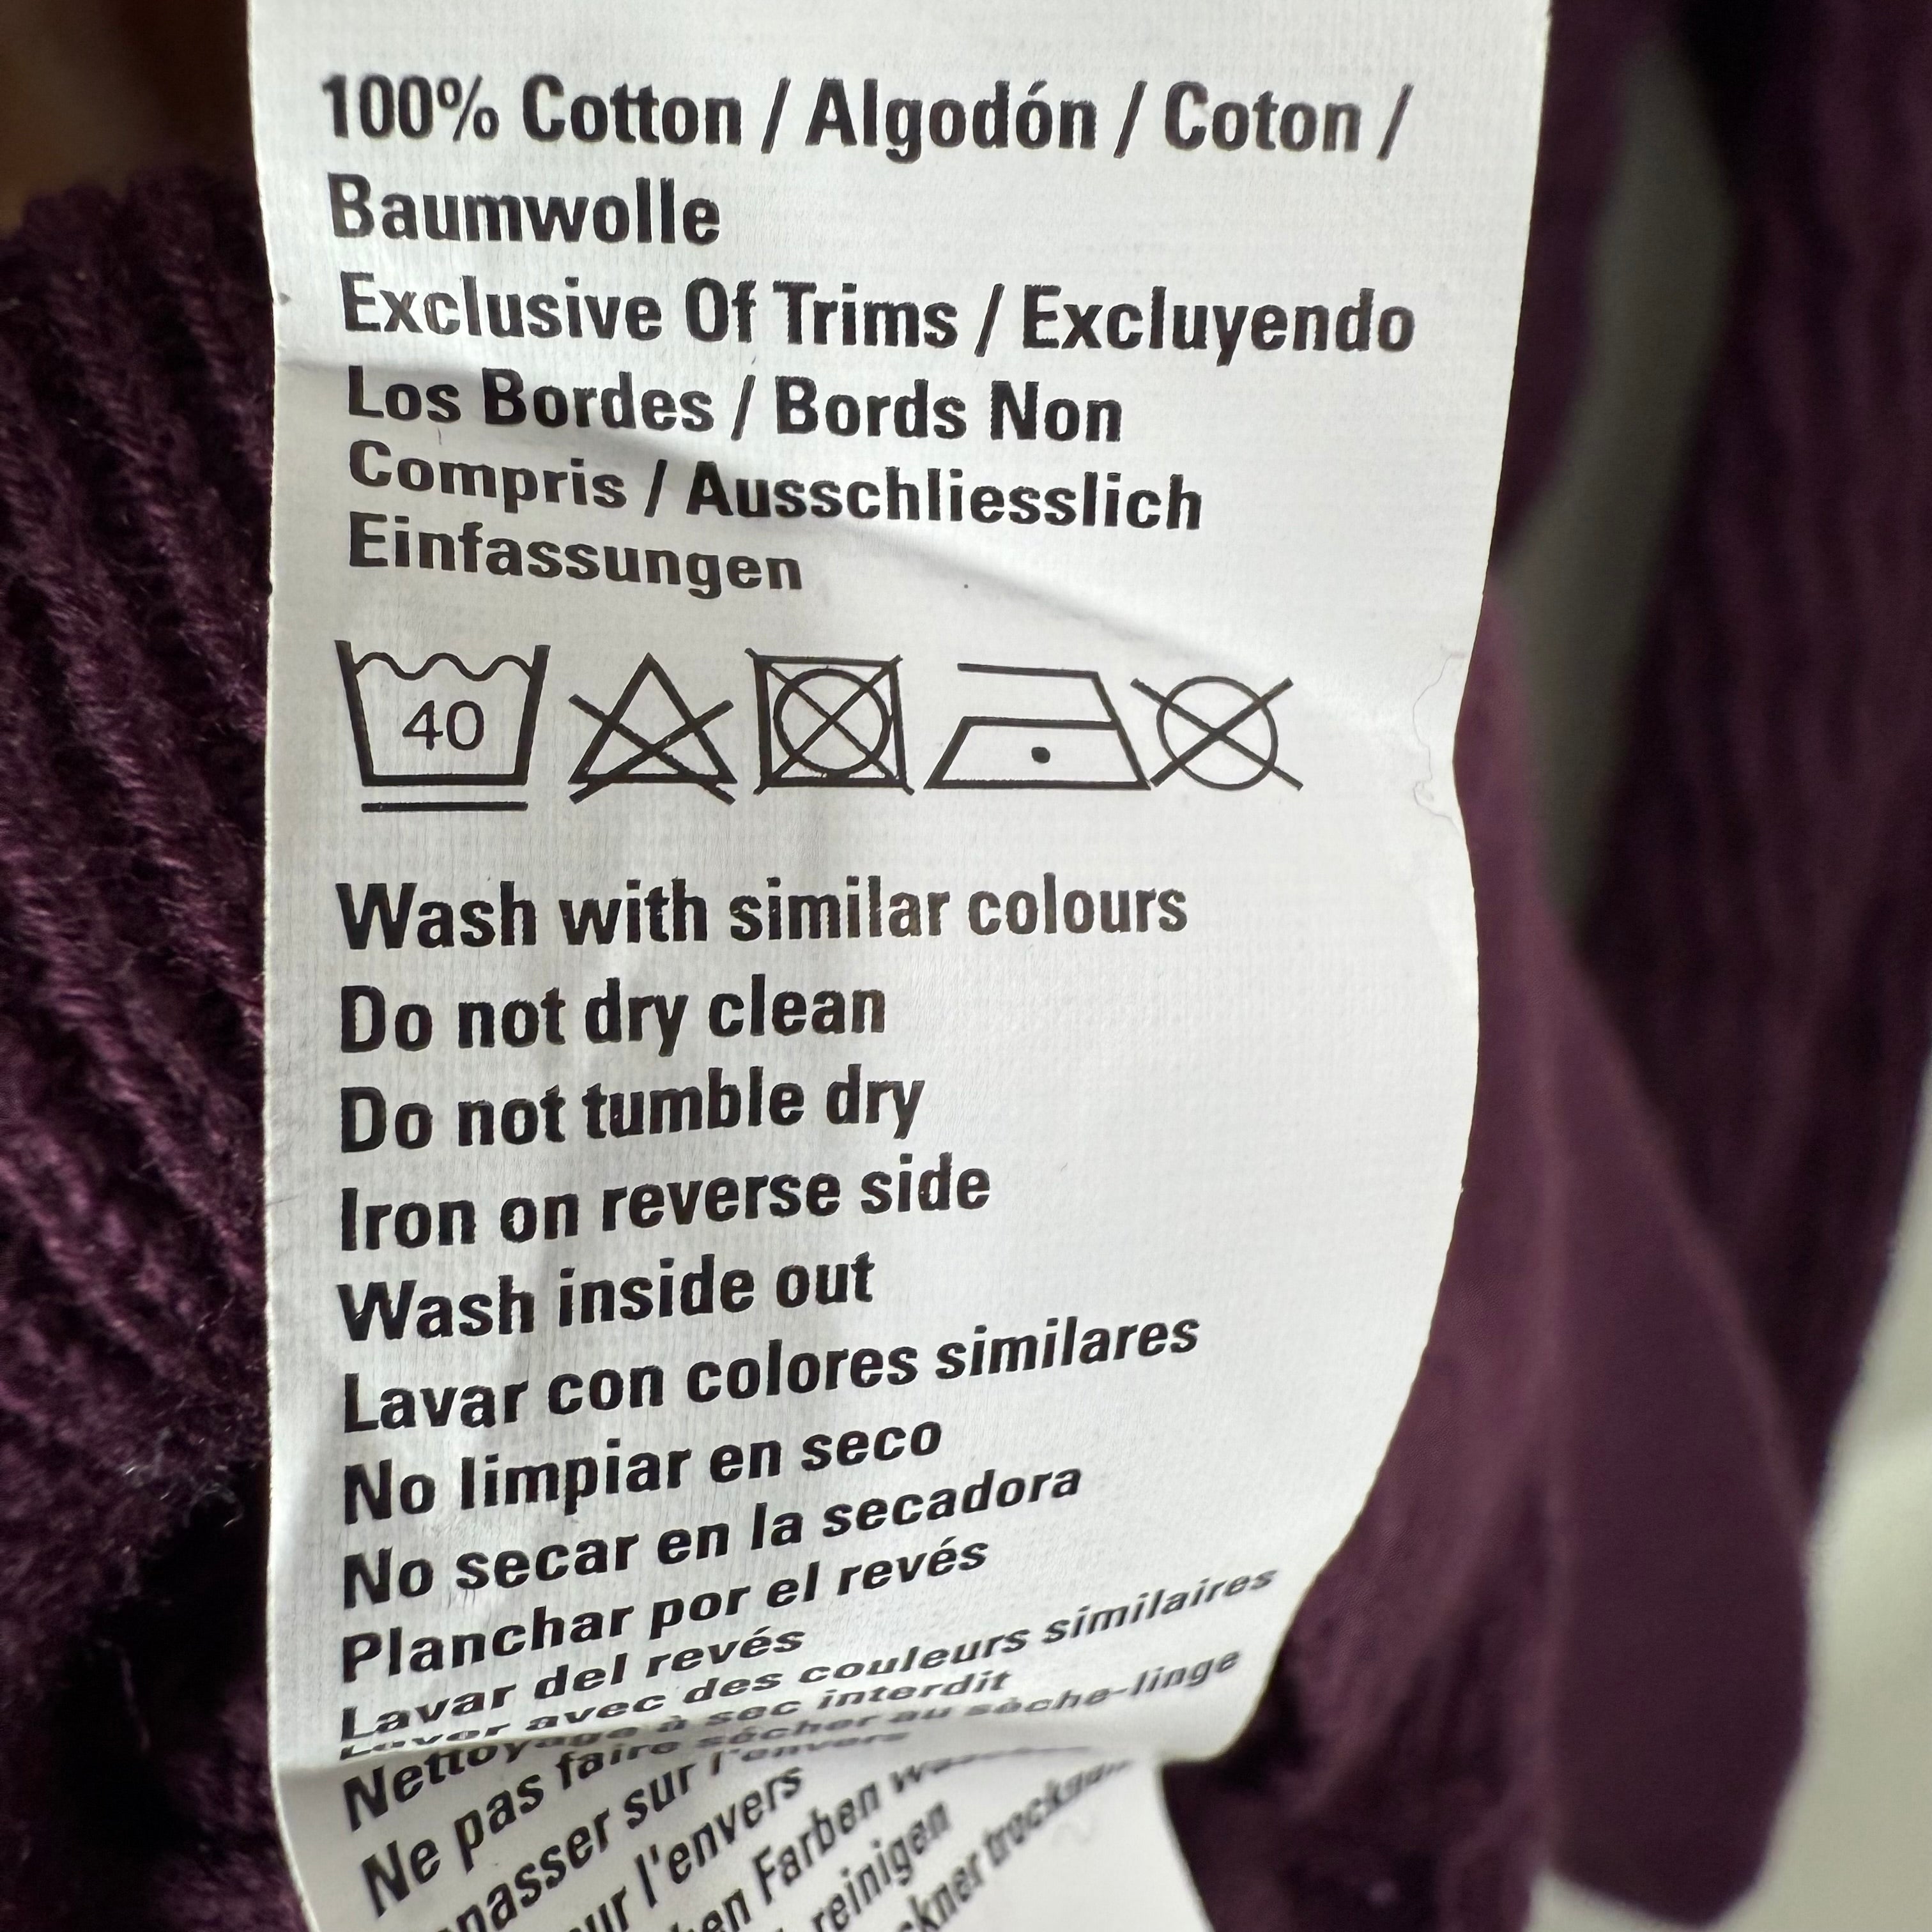 100% Cotton / Algodón / Coton /
Baumwolle
Exclusive Of Trims / Excluyendo
Los Bordes / Bords Non
Compris / Ausschliesslich
Einfassungen
40
Wash with similar colours
Do not dry clean
Do not tumble dry
Iron on reverse side
Wash inside out
Lavar con colores similares
No limpiar en seco
No secar en la secadora
Planchar por el revés
Lavar del revés
Laver avec des couleurs similaires
Nettoyage à sec interdit
Ne pas faire sécher au sèche-linge
sur l'envers
l'envers
Farben
reinigen